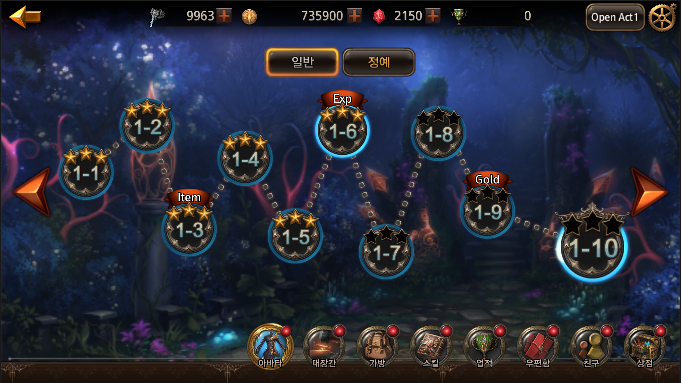 9963 735900 2150 0 Open Act1
일반 정예
Exp
1-2 1-6 1-8
1-1 1-4
Item Gold
1-3 1-9
1-5 1-7 1-10
아바타 대장간 가방 스킬 업적 우편함 친구 상점